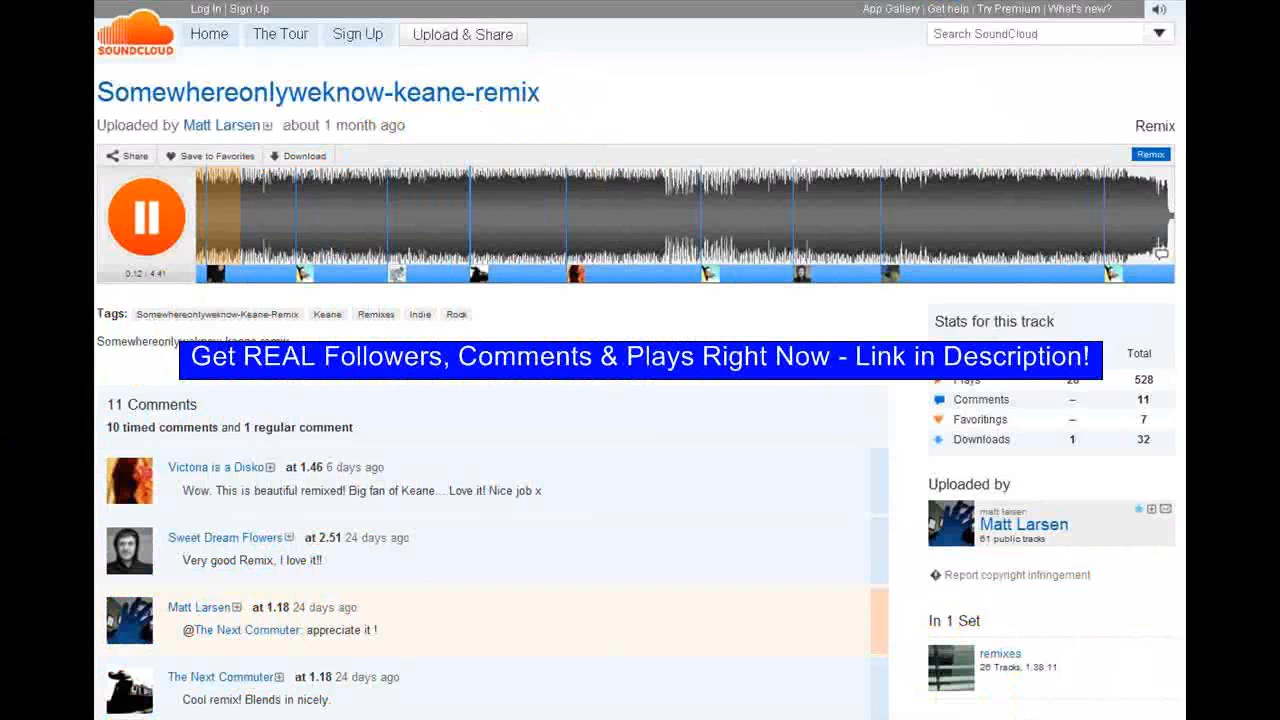 Log In | Sign Up
App Gallery | Get help | Try Premium | What's new?
SOUNDCLOUD
Home
The Tour
Sign Up
Upload & Share
Search SoundCloud
Somewhereonlyweknow-keane-remix
Uploaded by Matt Larsen about 1 month ago
Remix
Share
Save to Favorites
Download
Remix
0.12 / 4.41
Tags: Somewhereonlyweknow-Keane-Remix Keane Remixes Indie Rock
Stats for this track
Get REAL Followers, Comments & Plays Right Now - Link in Description!
Total
Plays 528
Comments – 11
Favoritings – 7
Downloads 1 32
11 Comments
10 timed comments and 1 regular comment
Victoria is a Disko at 1.46 6 days ago
Wow. This is beautiful remixed! Big fan of Keane... Love it! Nice job x
Sweet Dream Flowers at 2.51 24 days ago
Very good Remix, I love it!!
Matt Larsen at 1.18 24 days ago
@The Next Commuter: appreciate it !
The Next Commuter at 1.18 24 days ago
Cool remix! Blends in nicely.
Uploaded by
matt larsen
Matt Larsen
61 public tracks
Report copyright infringement
In 1 Set
remixes
26 Tracks, 1.38.11